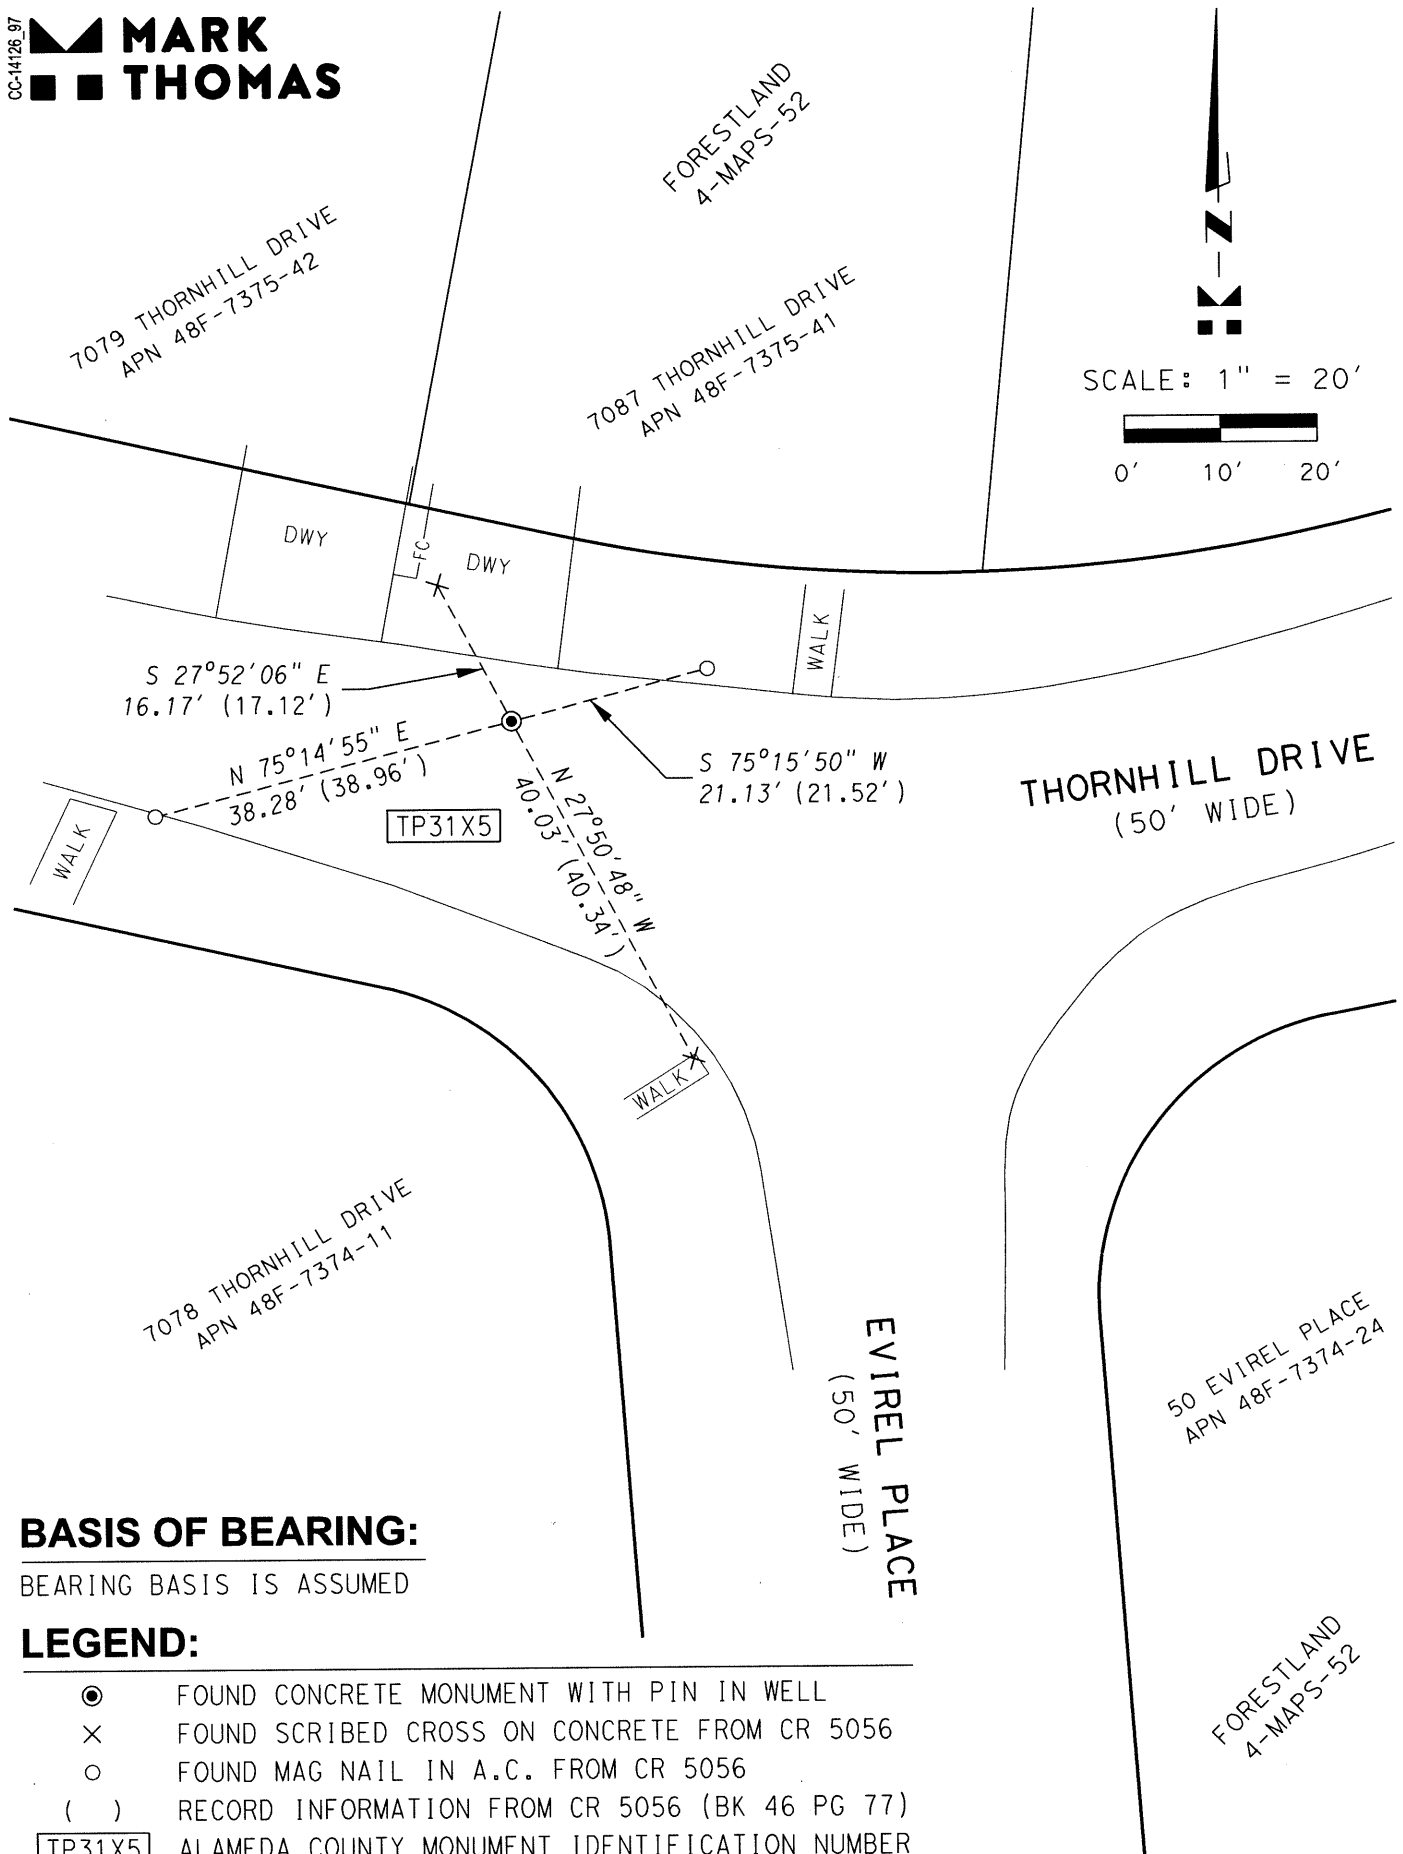 CC-14126_97
MARK
THOMAS
FORESTLAND
4-MAPS-52
7079 THORNHILL DRIVE
APN 48F-7375-42
7087 THORNHILL DRIVE
APN 48F-7375-41
N
SCALE: 1" = 20'
0' 10' 20'
DWY
FC
DWY
WALK
S 27°52'06" E
16.17' (17.12')
N 75°14'55" E
38.28' (38.96')
S 75°15'50" W
21.13' (21.52')
N 27°50'48" W
40.03' (40.34')
TP31X5
THORNHILL DRIVE
(50' WIDE)
WALK
WALK
7078 THORNHILL DRIVE
APN 48F-7374-11
EVIREL PLACE
(50' WIDE)
50 EVIREL PLACE
APN 48F-7374-24
FORESTLAND
4-MAPS-52
BASIS OF BEARING:
BEARING BASIS IS ASSUMED
LEGEND:
FOUND CONCRETE MONUMENT WITH PIN IN WELL
FOUND SCRIBED CROSS ON CONCRETE FROM CR 5056
FOUND MAG NAIL IN A.C. FROM CR 5056
( ) RECORD INFORMATION FROM CR 5056 (BK 46 PG 77)
TP31X5 ALAMEDA COUNTY MONUMENT IDENTIFICATION NUMBER